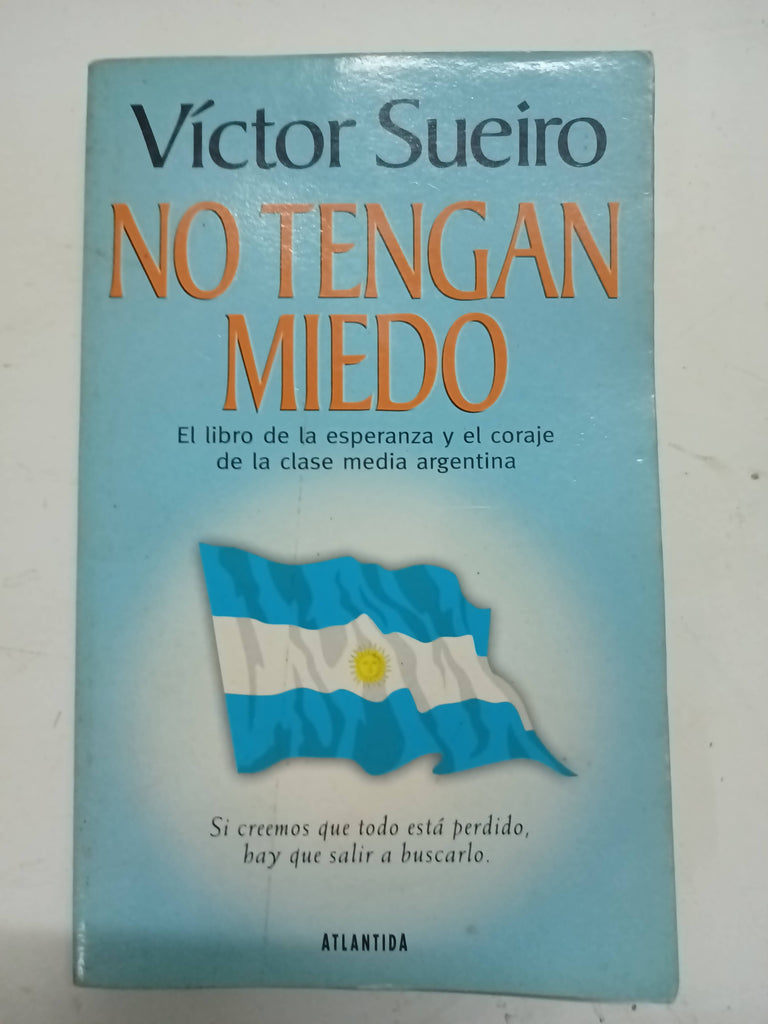 Víctor Sueiro
NO TENGAN
MIEDO
El libro de la esperanza y el coraje
de la clase media argentina
Si creemos que todo está perdido,
hay que salir a buscarlo.
ATLANTIDA